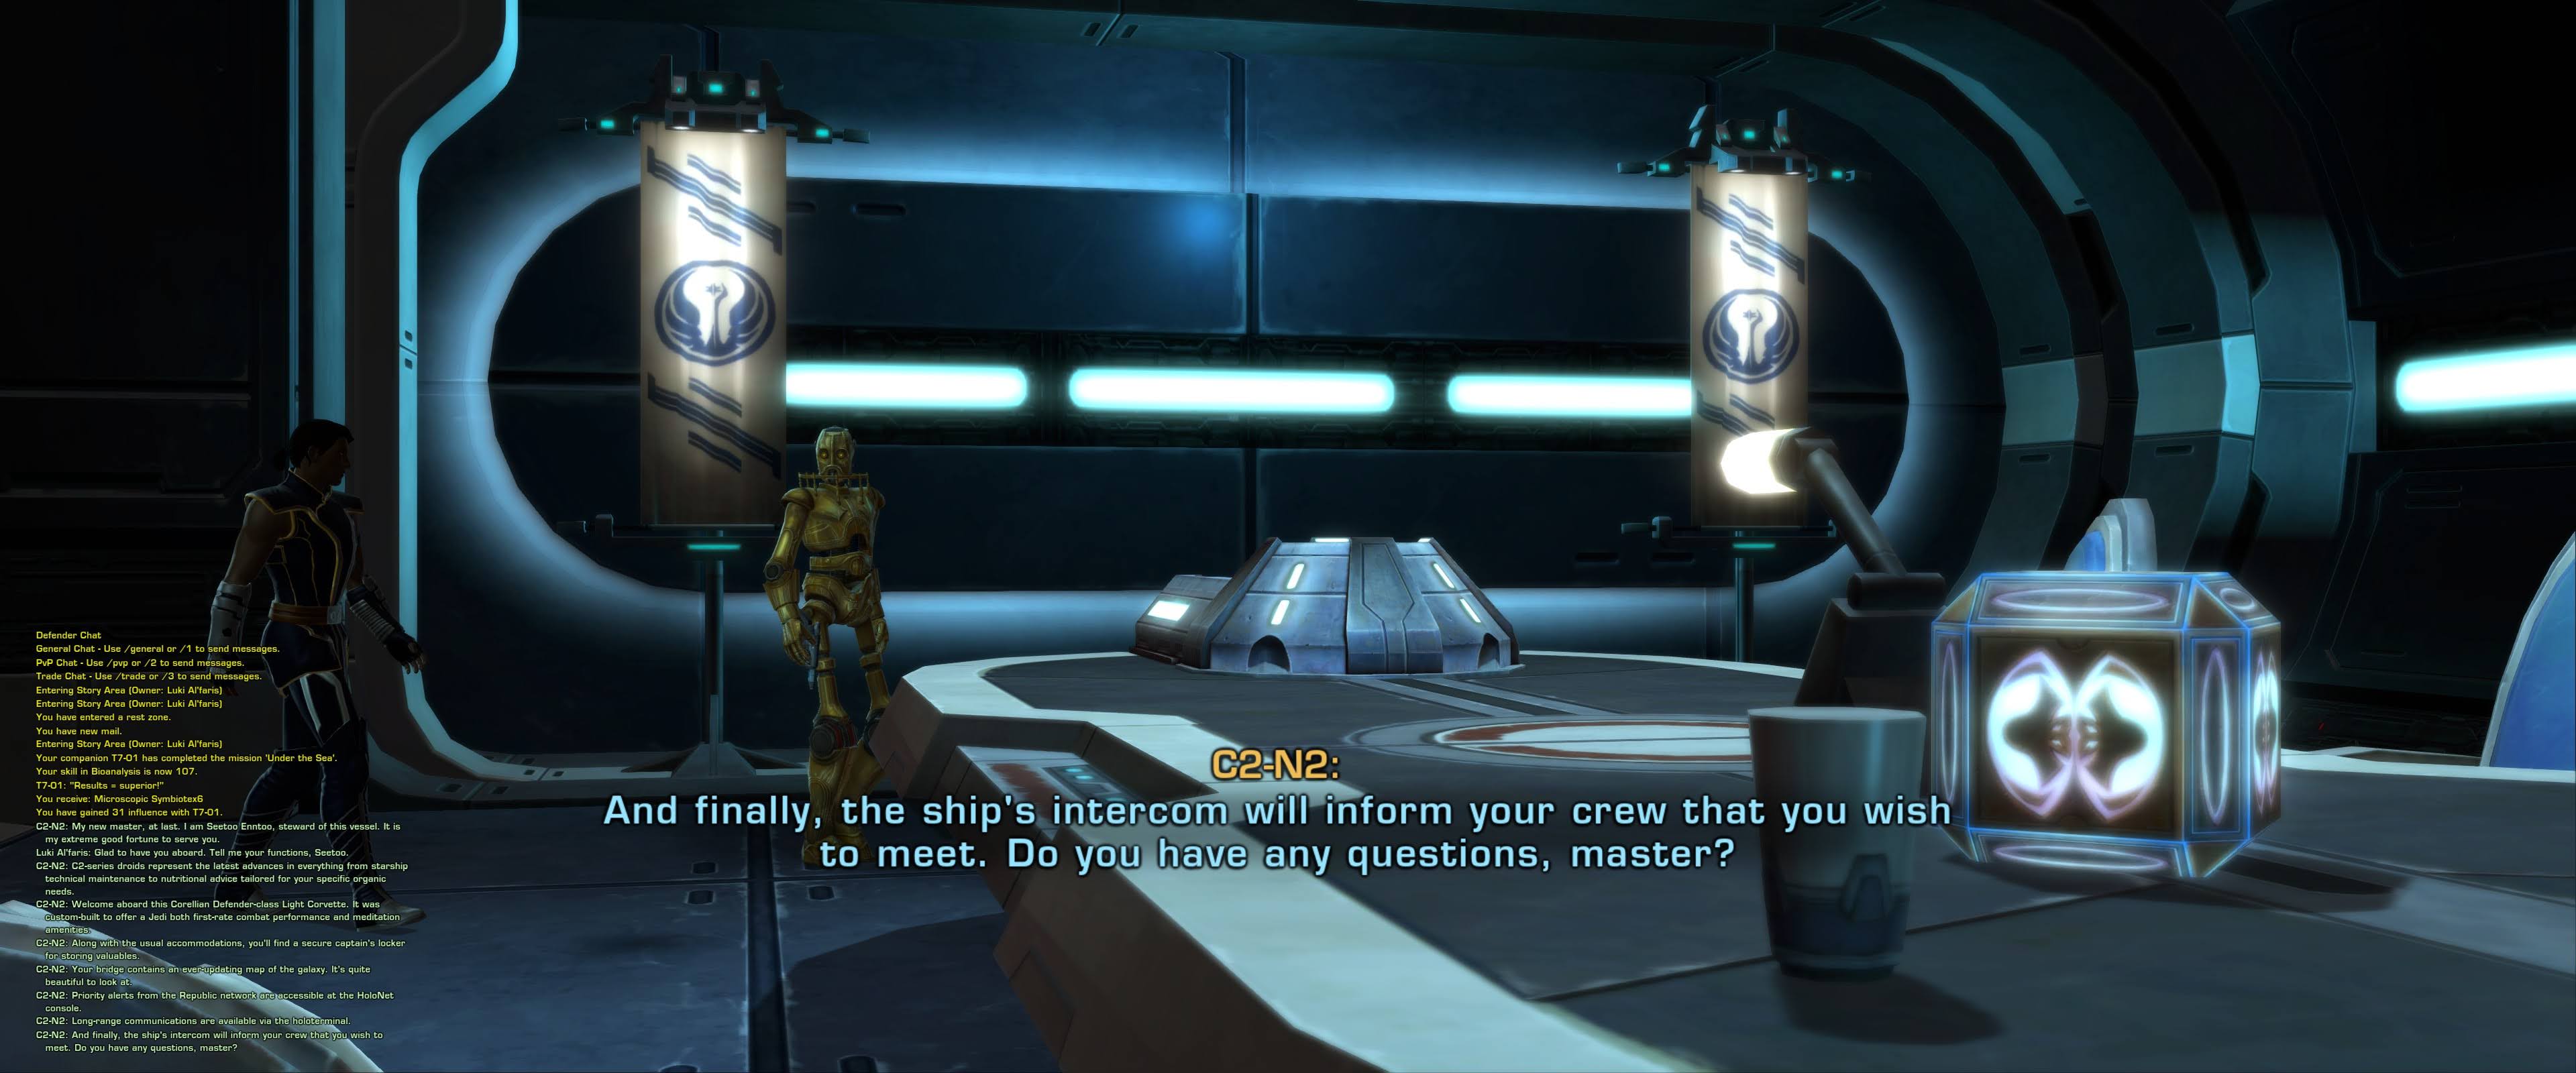 Defender Chat
General Chat - Use /general or /1 to send messages.
PvP Chat - Use /pvp or /2 to send messages.
Trade Chat - Use /trade or /3 to send messages.
Entering Story Area (Owner: Luki Al'faris)
Entering Story Area (Owner: Luki Al'faris)
You have entered a rest zone.
You have new mail.
Entering Story Area (Owner: Luki Al'faris)
Your companion T7-01 has completed the mission 'Under the Sea'.
Your skill in Bioanalysis is now 107.
T7-01: "Results = superior!"
You receive: Microscopic Symbiotex6
You have gained 31 influence with T7-01.
C2-N2: My new master, at last. I am Seetoo Enntoo, steward of this vessel. It is
my extreme good fortune to serve you.
Luki Al'faris: Glad to have you aboard. Tell me your functions, Seetoo.
C2-N2: C2-series droids represent the latest advances in everything from starship
technical maintenance to nutritional advice tailored for your specific organic
needs.
C2-N2: Welcome aboard this Corellian Defender-class Light Corvette. It was
custom-built to offer a Jedi both first-rate combat performance and meditation
amenities.
C2-N2: Along with the usual accommodations, you'll find a secure captain's locker
for storing valuables.
C2-N2: Your bridge contains an ever-updating map of the galaxy. It's quite
beautiful to look at.
C2-N2: Priority alerts from the Republic network are accessible at the HoloNet
console.
C2-N2: Long-range communications are available via the holoterminal.
C2-N2: And finally, the ship's intercom will inform your crew that you wish to
meet. Do you have any questions, master?
C2-N2:
And finally, the ship's intercom will inform your crew that you wish
to meet. Do you have any questions, master?